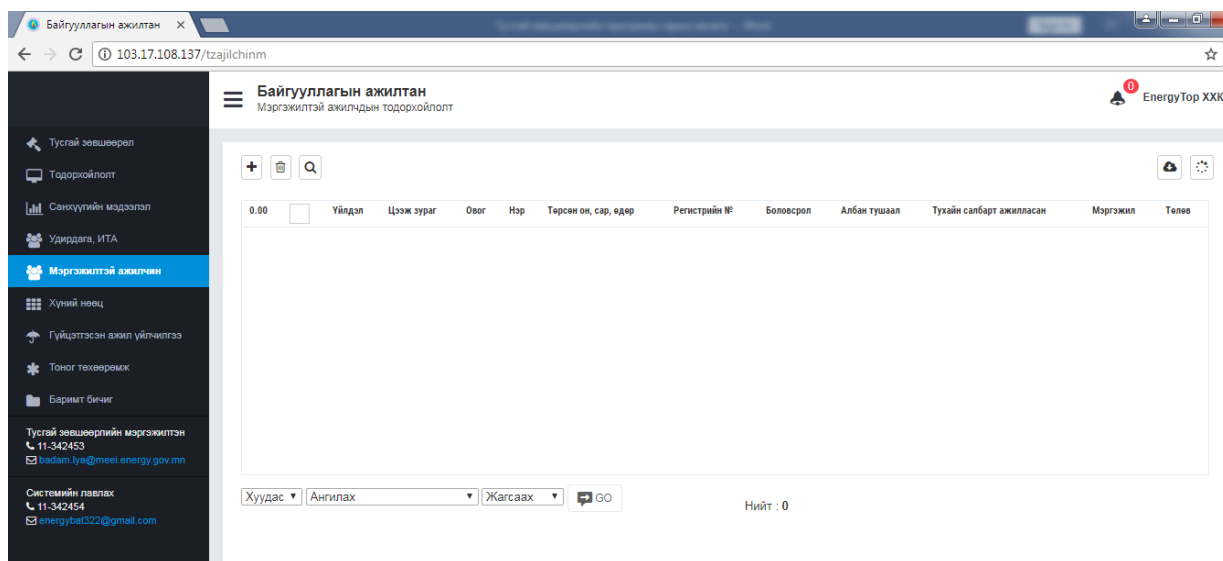 Байгууллагын ажилтан
103.17.108.137/tzajilchinm
Байгууллагын ажилтан
Мэргэжилтэй ажилчдын тодорхойлолт
0
EnergyTop ХХК
Тусгай зөвшөөрөл
Тодорхойлолт
Санхүүгийн мэдээлэл
Удирдага, ИТА
Мэргэжилтэй ажилчин
Хүний нөөц
Гүйцэтгэсэн ажил үйлчилгээ
Тоног төхөөрөмж
Баримт бичиг
Тусгай зөвшөөрлийн мэргэжилтэн
11-342453
badam.lya@meei.energy.gov.mn
Системийн лавлах
11-342454
energybat322@gmail.com
0.00 Үйлдэл Цээж зураг Овог Нэр Төрсөн он, сар, өдөр Регистрийн № Боловсрол Албан тушаал Тухайн салбарт ажилласан Мэргэжил Төлөв
Хуудас Ангилах Жагсаах GO
Нийт : 0